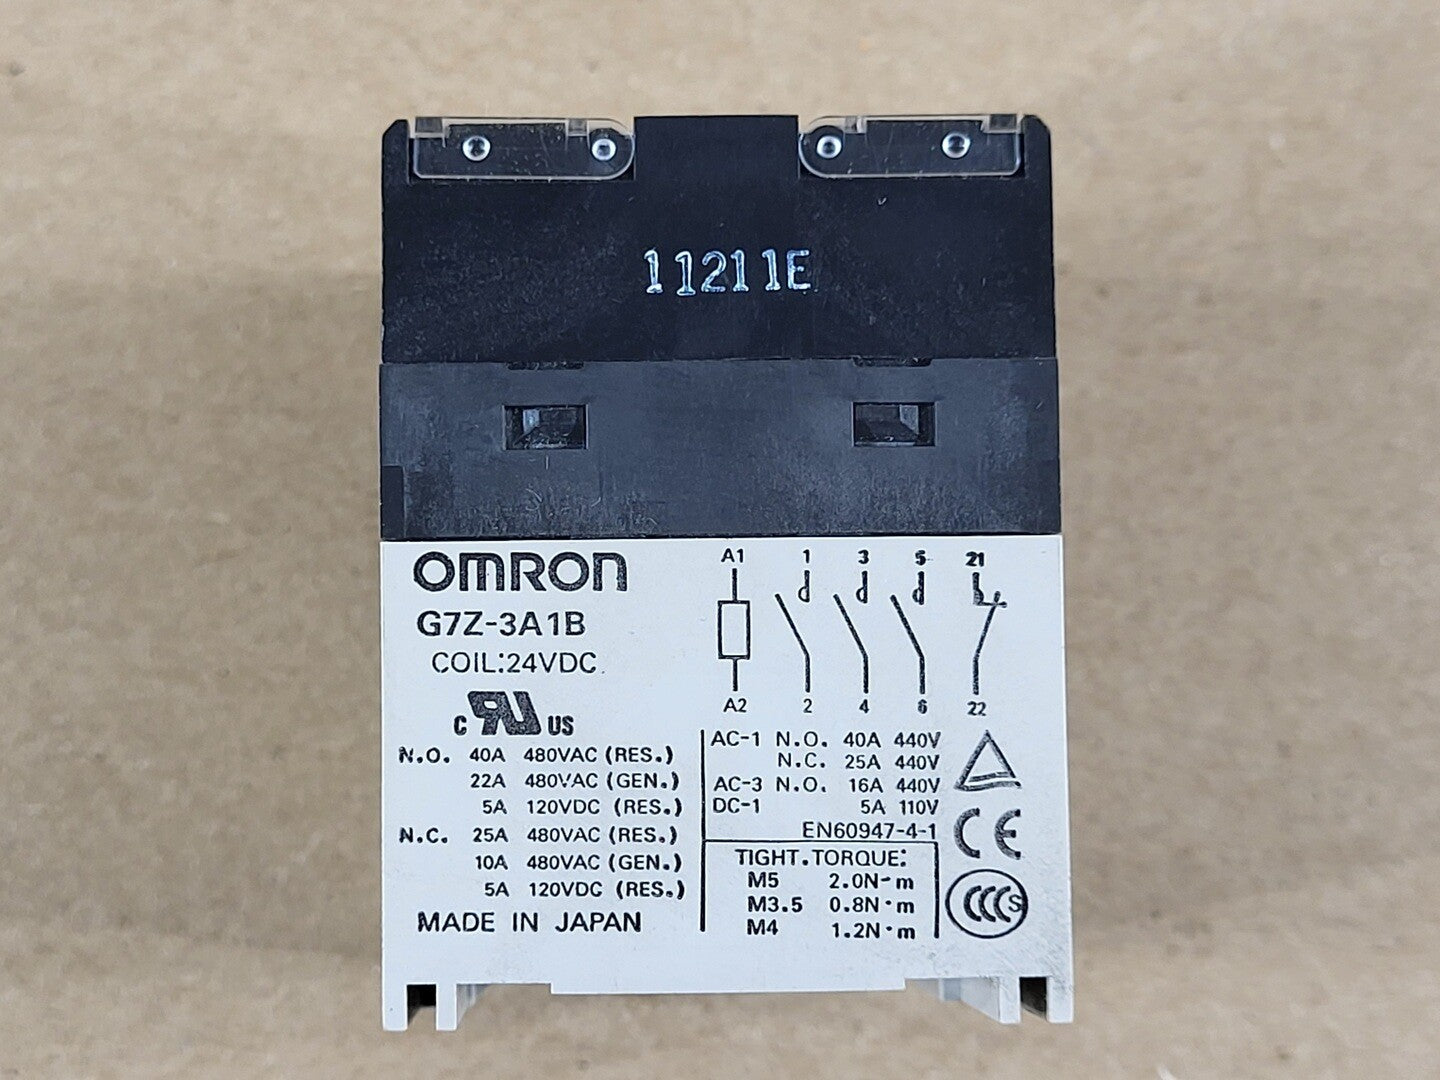 11211E
OMRON
G7Z-3A1B
COIL:24VDC
A1 1 3 5 21
A2 2 4 6 22
C RU US
N.O. 40A 480VAC (RES.)
22A 480VAC (GEN.)
5A 120VDC (RES.)
N.C. 25A 480VAC (RES.)
10A 480VAC (GEN.)
5A 120VDC (RES.)
MADE IN JAPAN
AC-1 N.O. 40A 440V
N.C. 25A 440V
AC-3 N.O. 16A 440V
DC-1 5A 110V
EN60947-4-1
TIGHT.TORQUE:
M5 2.0N·m
M3.5 0.8N·m
M4 1.2N·m
CE
CCC S